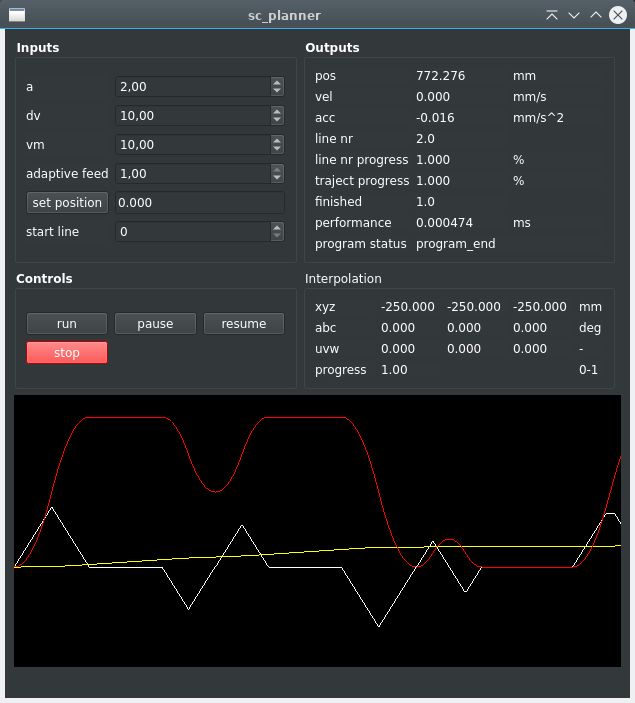 sc_planner
Inputs
a 2,00
dv 10,00
vm 10,00
adaptive feed 1,00
set position 0.000
start line 0
Outputs
pos 772.276 mm
vel 0.000 mm/s
acc -0.016 mm/s^2
line nr 2.0
line nr progress 1.000 %
traject progress 1.000 %
finished 1.0
performance 0.000474 ms
program status program_end
Controls
run pause resume
stop
Interpolation
xyz -250.000 -250.000 -250.000 mm
abc 0.000 0.000 0.000 deg
uvw 0.000 0.000 0.000 -
progress 1.00 0-1